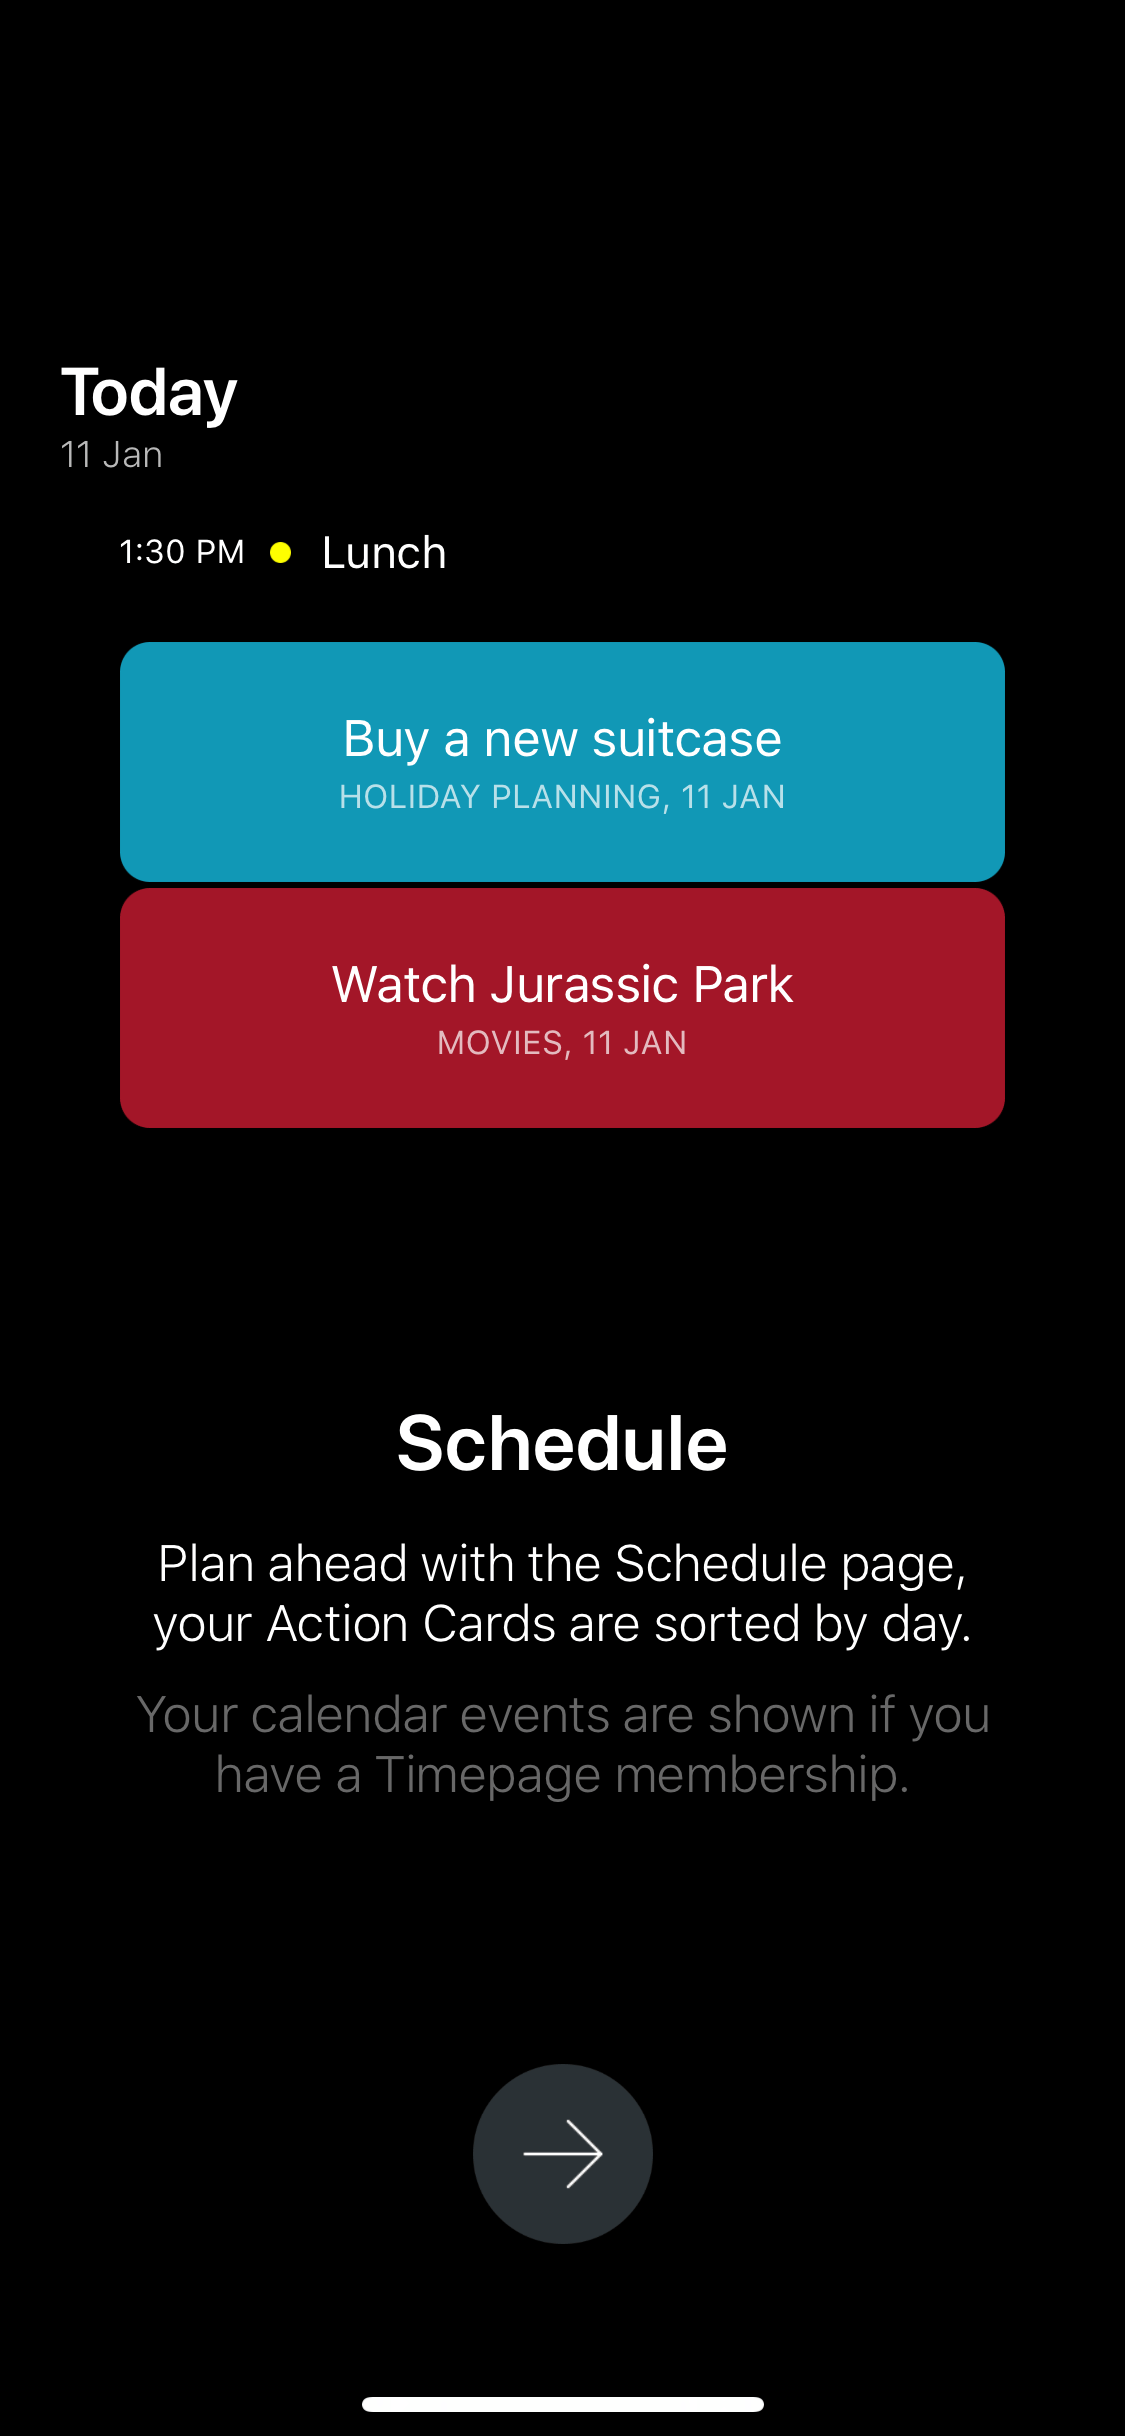 Today
11 Jan
1:30 PM Lunch
Buy a new suitcase
HOLIDAY PLANNING, 11 JAN
Watch Jurassic Park
MOVIES, 11 JAN
Schedule
Plan ahead with the Schedule page,
your Action Cards are sorted by day.
Your calendar events are shown if you
have a Timepage membership.